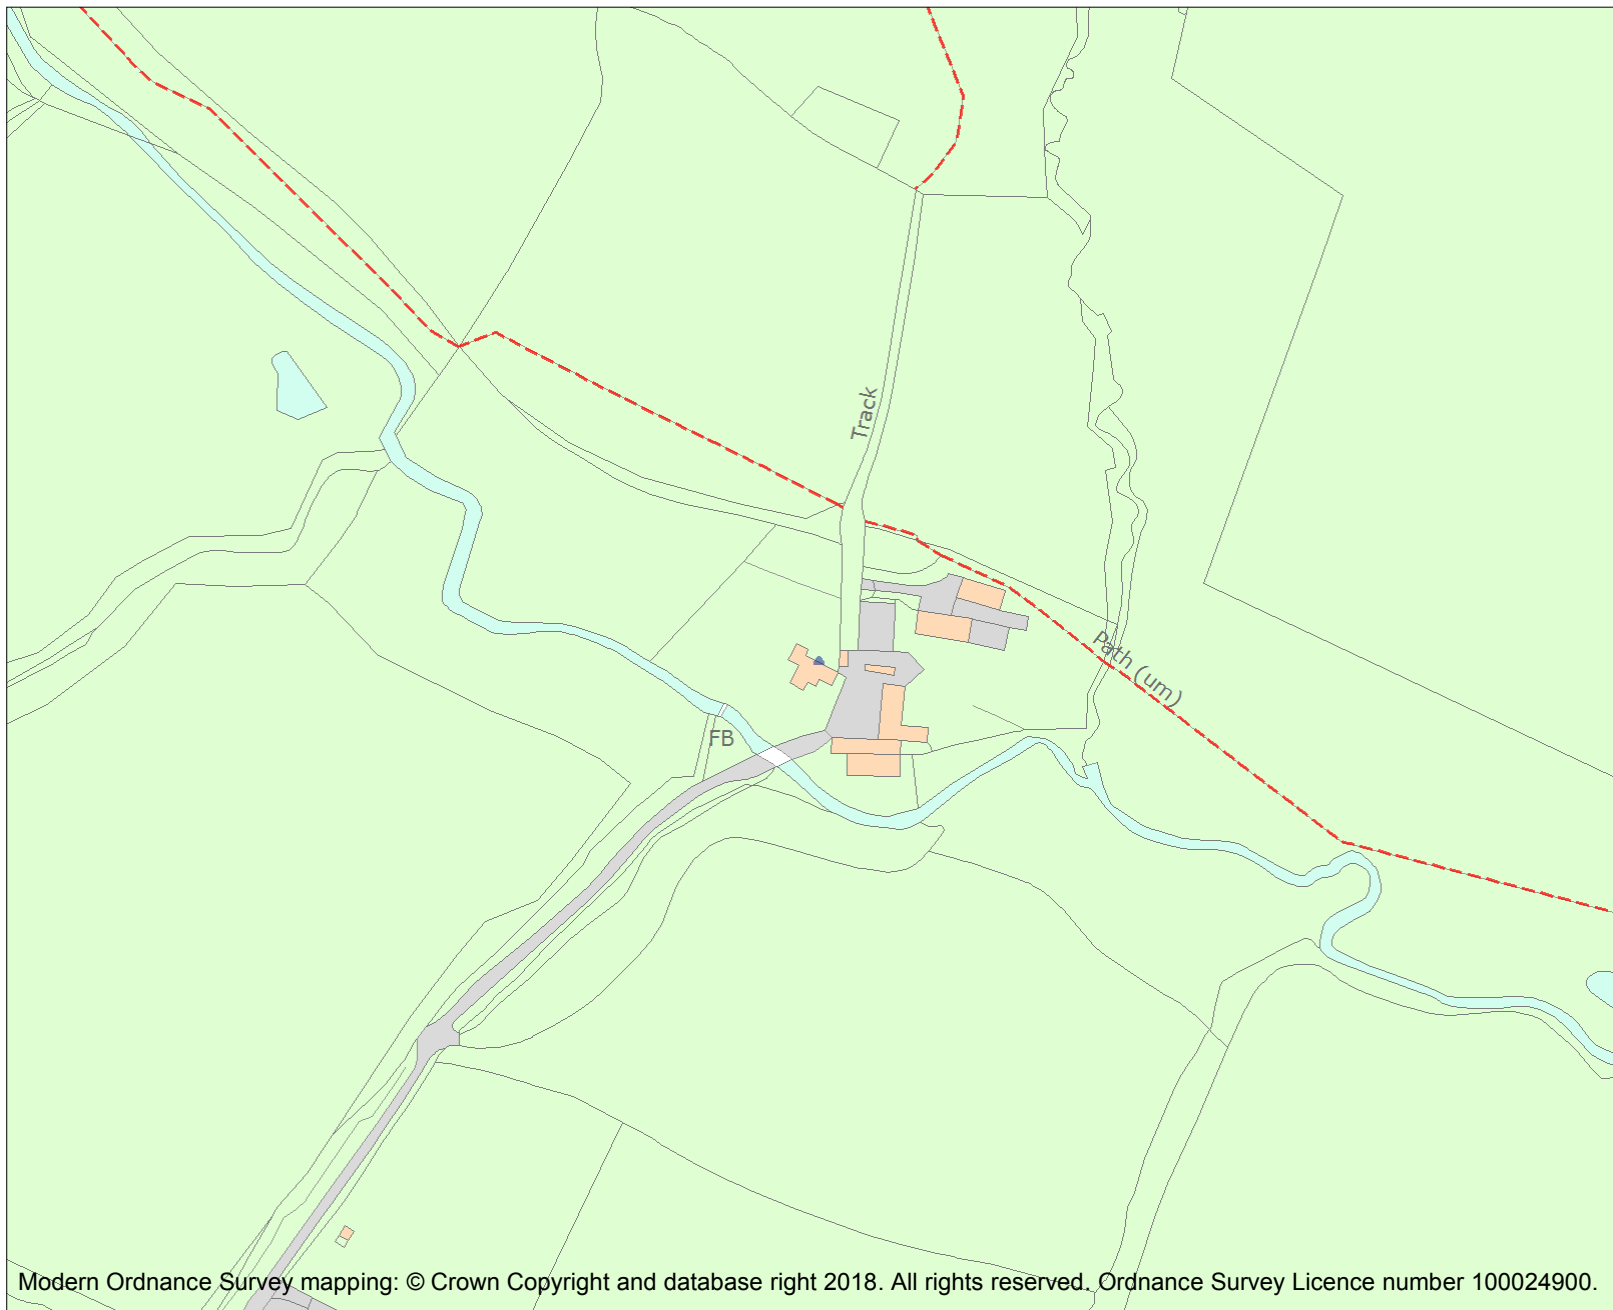 Track
Path (um)
FB
Modern Ordnance Survey mapping: © Crown Copyright and database right 2018. All rights reserved. Ordnance Survey Licence number 100024900.